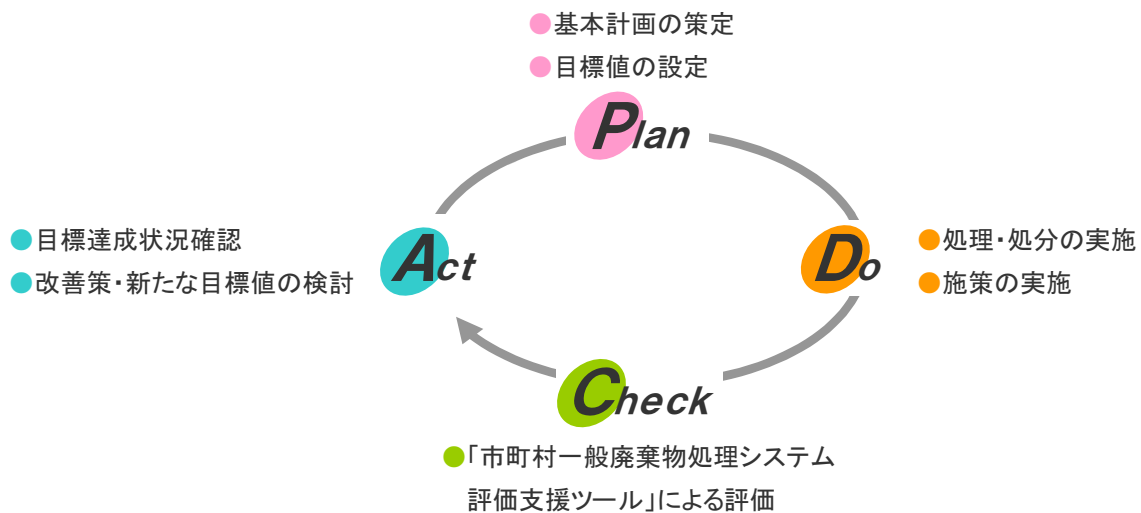 ●基本計画の策定
●目標値の設定
Plan
●目標達成状況確認
●改善策・新たな目標値の検討
Act
Do
●処理・処分の実施
●施策の実施
Check
●「市町村一般廃棄物処理システム
評価支援ツール」による評価